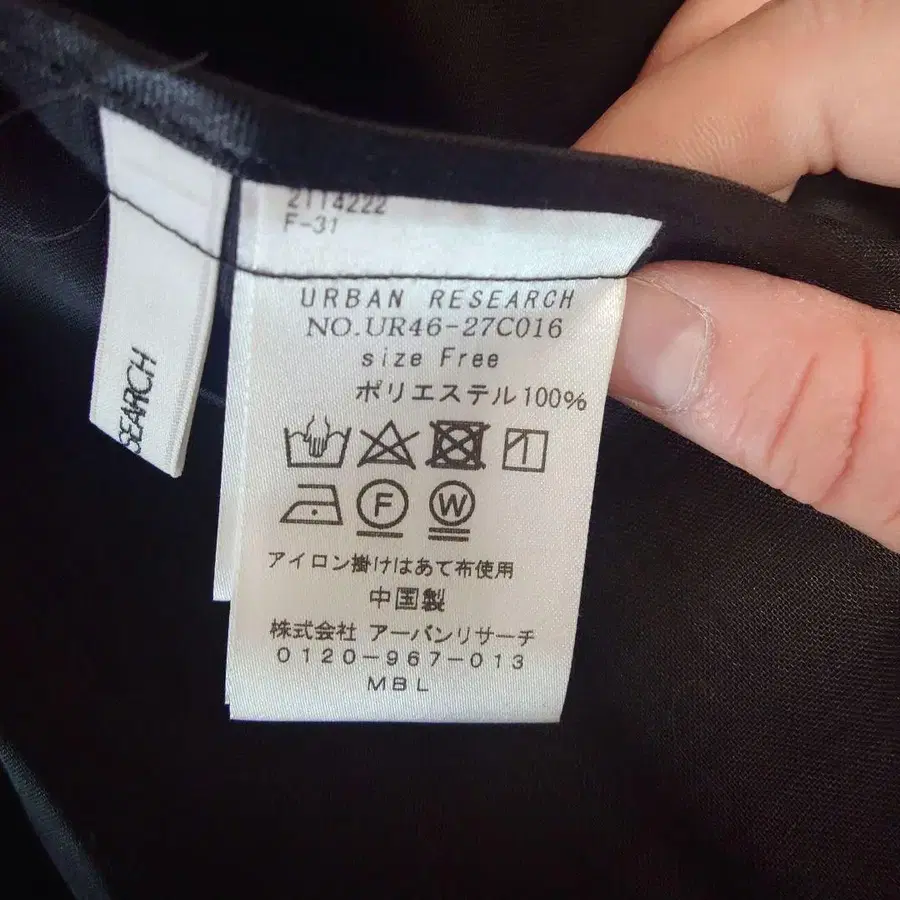 SEARCH
2114222
F-31
URBAN RESEARCH
NO.UR46-27C016
size Free
ポリエステル100%
F W
アイロン掛けはあて布使用
中国製
株式会社 アーバンリサーチ
0120-967-013
MBL